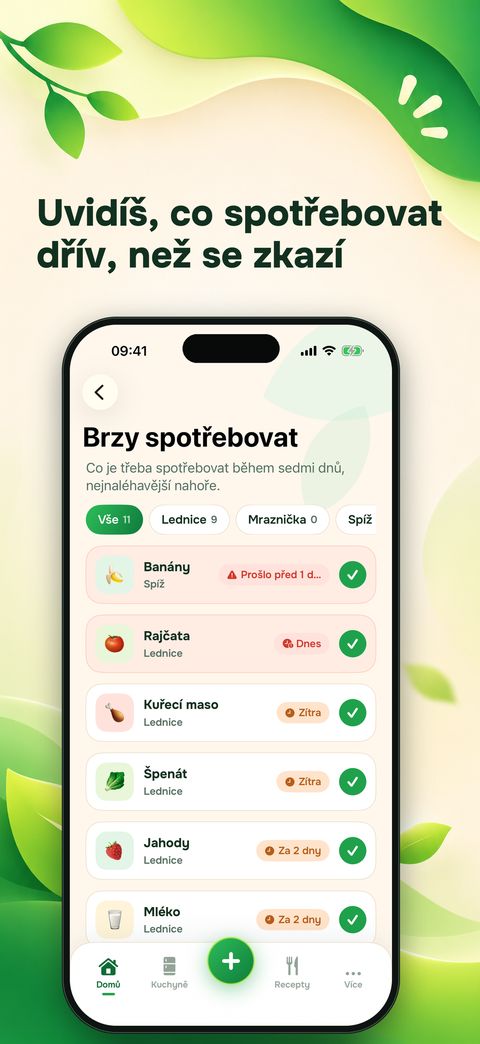 Uvidíš, co spotřebovat
dřív, než se zkazí
09:41
Brzy spotřebovat
Co je třeba spotřebovat během sedmi dnů,
nejnaléhavější nahoře.
Vše 11
Lednice 9
Mraznička 0
Spíž
Banány
Spíž
Prošlo před 1 d...
Rajčata
Lednice
Dnes
Kuřecí maso
Lednice
Zítra
Špenát
Lednice
Zítra
Jahody
Lednice
Za 2 dny
Mléko
Lednice
Za 2 dny
Domů
Kuchyně
Recepty
Více